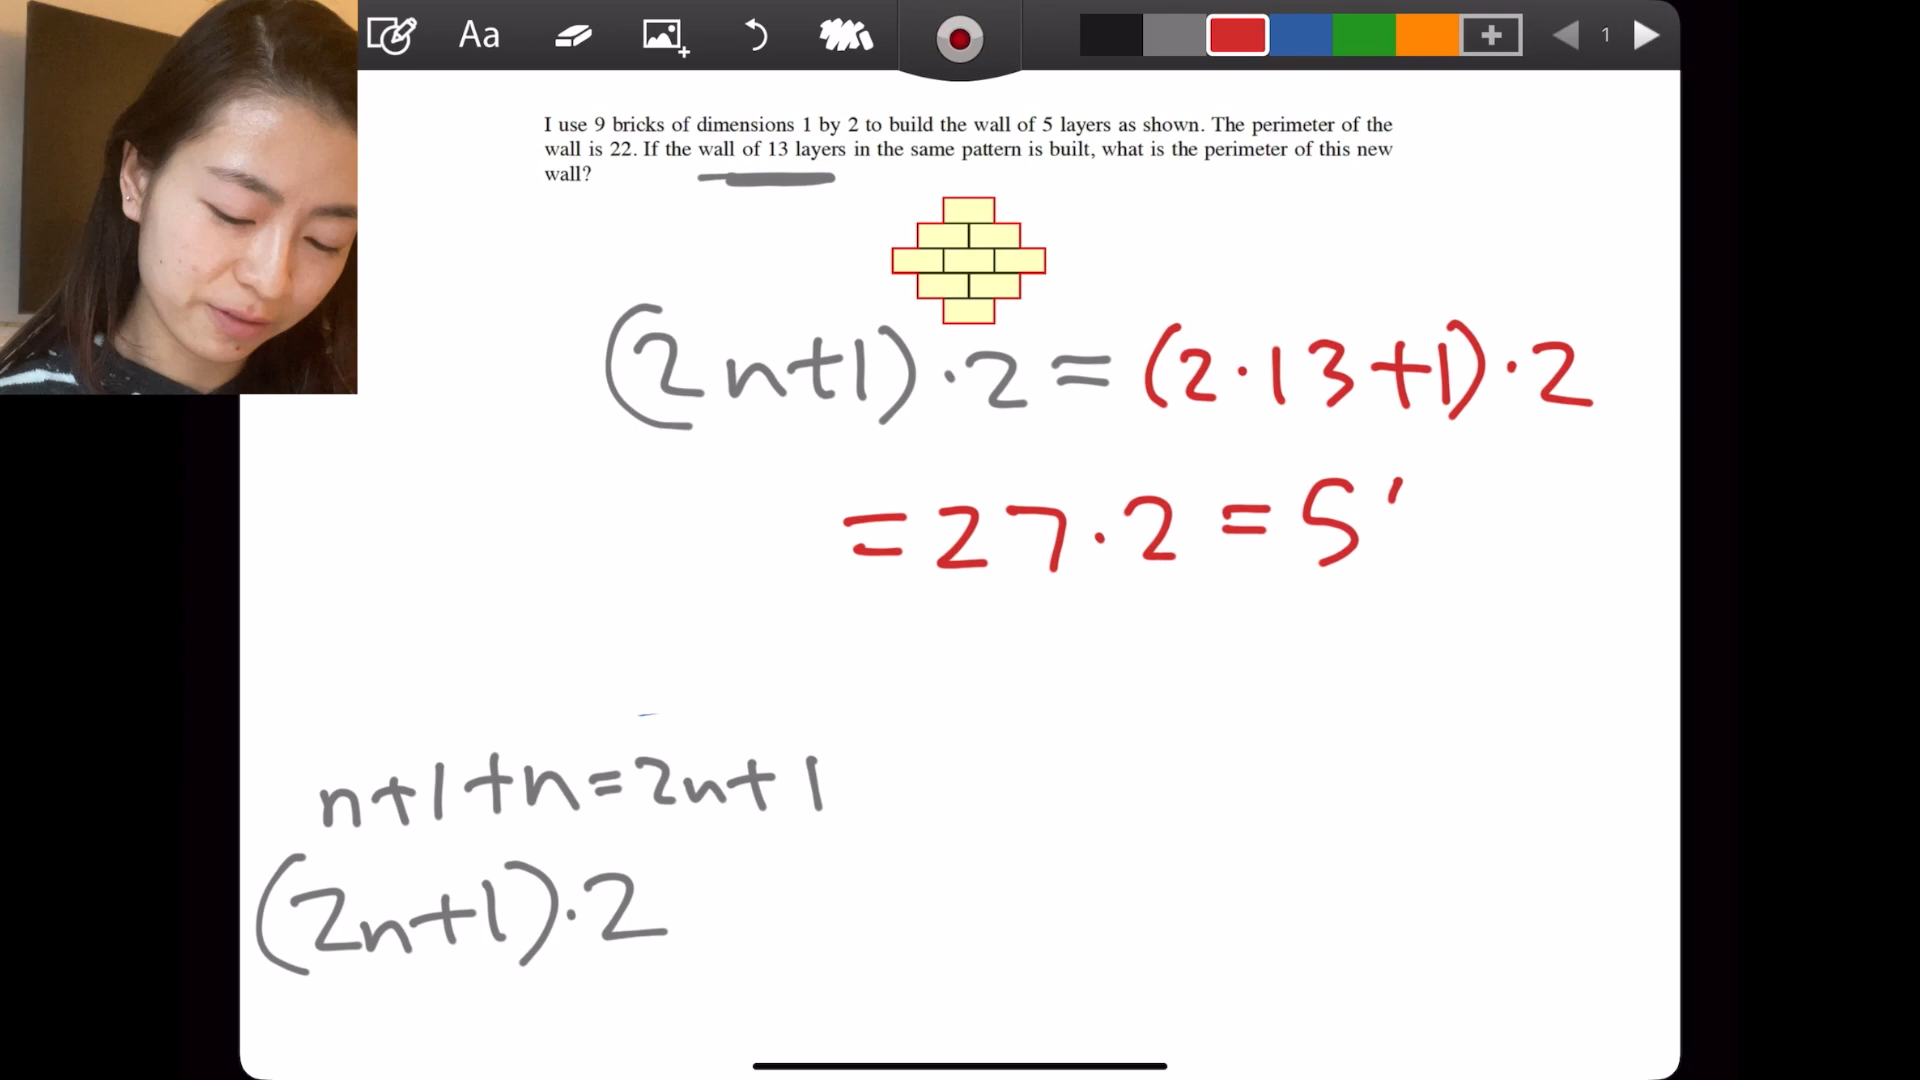 Aa
1
I use 9 bricks of dimensions 1 by 2 to build the wall of 5 layers as shown. The perimeter of the
wall is 22. If the wall of 13 layers in the same pattern is built, what is the perimeter of this new
wall?
(2n+1)·2=(2·13+1)·2
=27·2=5
n+1+n=2n+1
(2n+1)·2